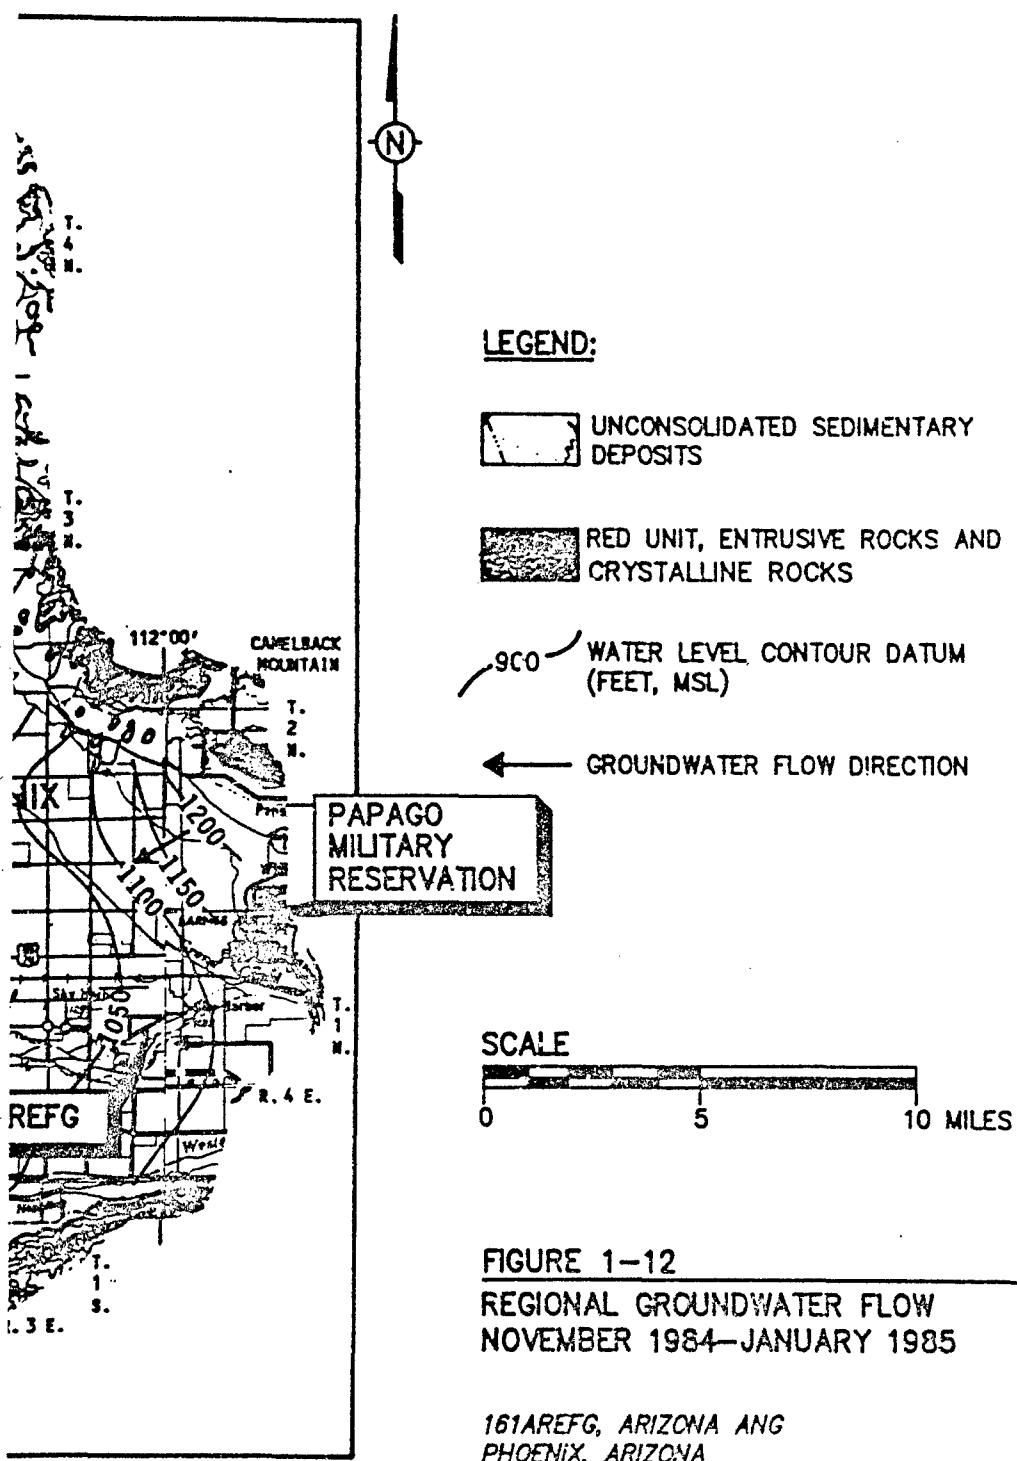 N
T.
4
N.
LEGEND:
UNCONSOLIDATED SEDIMENTARY
DEPOSITS
T.
3
N.
RED UNIT, ENTRUSIVE ROCKS AND
CRYSTALLINE ROCKS
112°00'
CAMELBACK
MOUNTAIN
900
WATER LEVEL CONTOUR DATUM
(FEET, MSL)
T.
2
N.
GROUNDWATER FLOW DIRECTION
IX
1200
1150
1100
PAPAGO
MILITARY
RESERVATION
1050
Harbor
T.
1
N.
R. 4 E.
REFG
SCALE
0 5 10 MILES
T.
1
S.
. 3 E.
FIGURE 1-12
REGIONAL GROUNDWATER FLOW
NOVEMBER 1984-JANUARY 1985
161AREFG, ARIZONA ANG
PHOENIX, ARIZONA